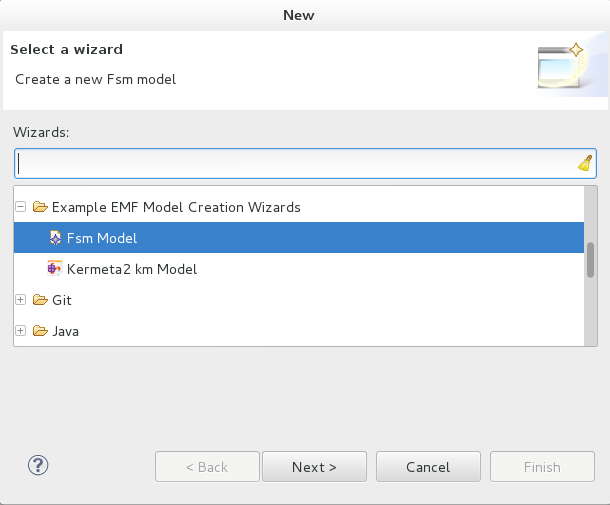 New
Select a wizard
Create a new Fsm model
Wizards:
Example EMF Model Creation Wizards
Fsm Model
Kermeta2 km Model
Git
Java
?
< Back
Next >
Cancel
Finish